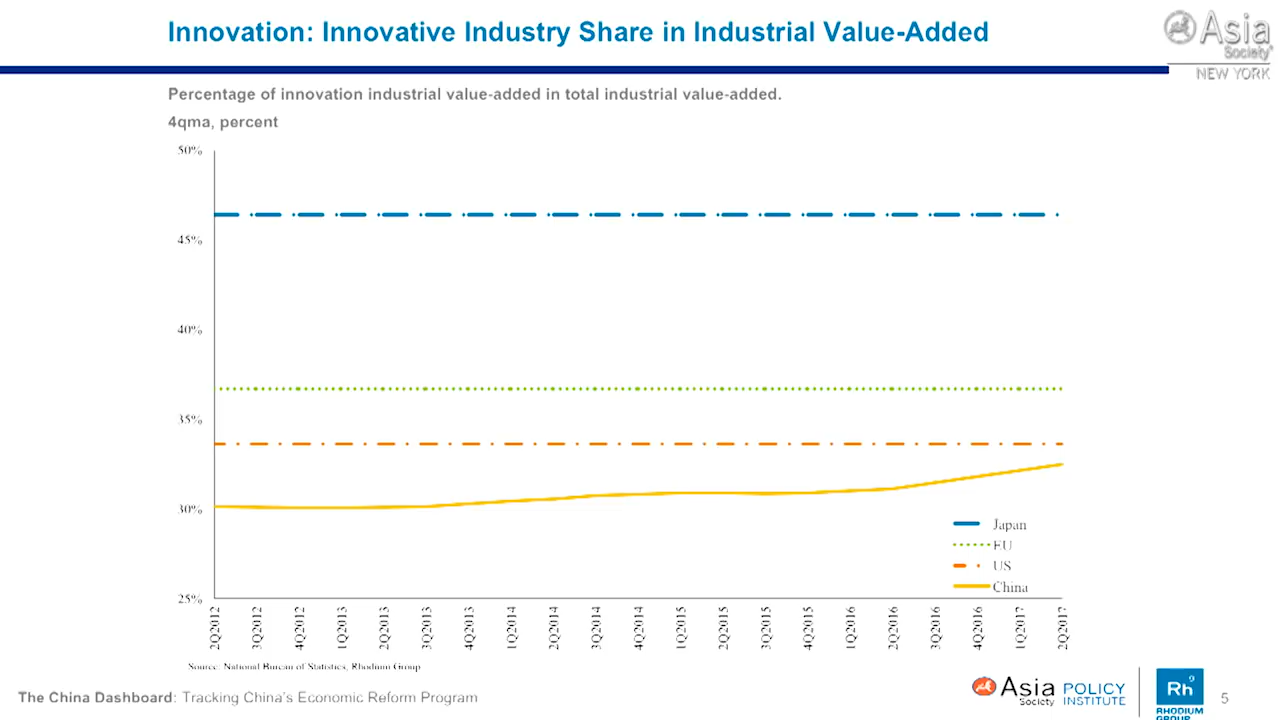 Innovation: Innovative Industry Share in Industrial Value-Added
Asia
Society
NEW YORK
Percentage of innovation industrial value-added in total industrial value-added.
4qma, percent
50%
45%
40%
35%
30%
25%
Japan
EU
US
China
2Q2012
3Q2012
4Q2012
1Q2013
2Q2013
3Q2013
4Q2013
1Q2014
2Q2014
3Q2014
4Q2014
1Q2015
2Q2015
3Q2015
4Q2015
1Q2016
2Q2016
3Q2016
4Q2016
1Q2017
2Q2017
Source: National Bureau of Statistics, Rhodium Group
The China Dashboard: Tracking China's Economic Reform Program
Asia
Society
POLICY
INSTITUTE
Rh
9
RHODIUM
GROUP
5